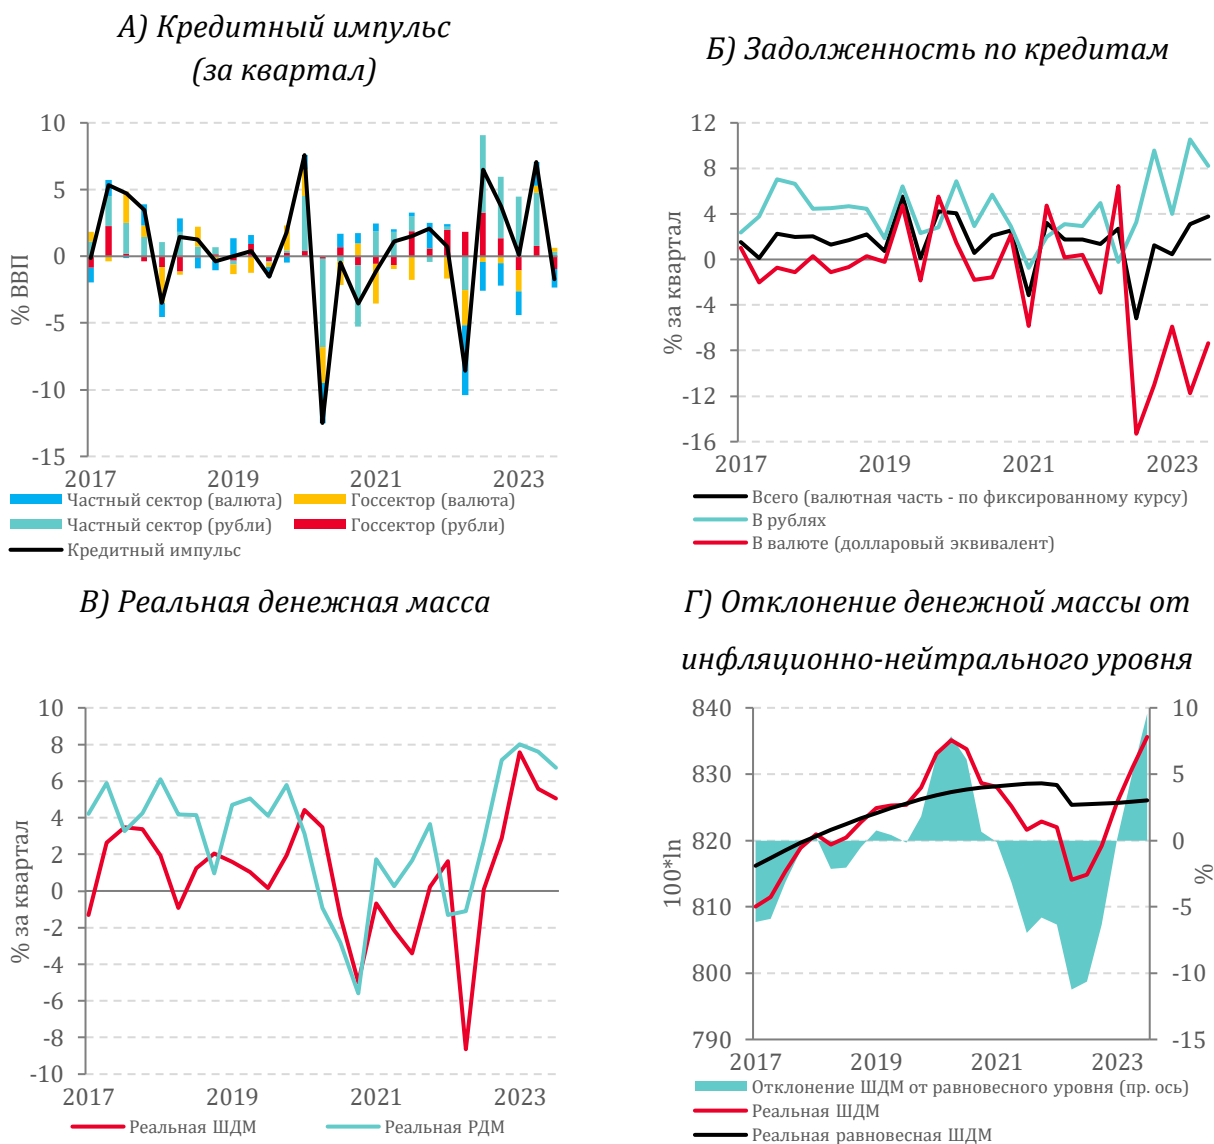 А) Кредитный импульс
(за квартал)
% ВВП
10
5
0
-5
-10
-15
2017
2019
2021
2023
Частный сектор (валюта)
Госсектор (валюта)
Частный сектор (рубли)
Госсектор (рубли)
Кредитный импульс
Б) Задолженность по кредитам
% за квартал
12
8
4
0
-4
-8
-12
-16
2017
2019
2021
2023
Всего (валютная часть - по фиксированному курсу)
В рублях
В валюте (долларовый эквивалент)
В) Реальная денежная масса
% за квартал
10
8
6
4
2
0
-2
-4
-6
-8
-10
2017
2019
2021
2023
Реальная ШДМ
Реальная РДМ
Г) Отклонение денежной массы от
инфляционно-нейтрального уровня
100*ln
840
830
820
810
800
790
10
5
0
-5
-10
-15
%
2017
2019
2021
2023
Отклонение ШДМ от равновесного уровня (пр. ось)
Реальная ШДМ
Реальная равновесная ШДМ